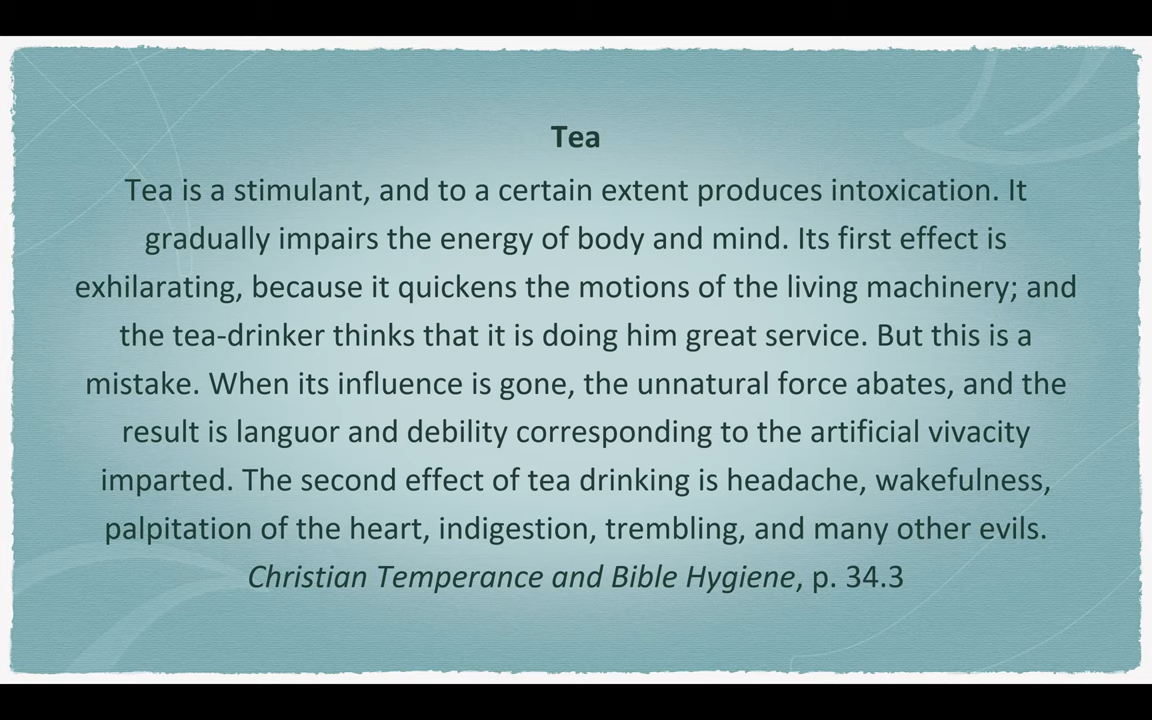 Tea
Tea is a stimulant, and to a certain extent produces intoxication. It
gradually impairs the energy of body and mind. Its first effect is
exhilarating, because it quickens the motions of the living machinery; and
the tea-drinker thinks that it is doing him great service. But this is a
mistake. When its influence is gone, the unnatural force abates, and the
result is languor and debility corresponding to the artificial vivacity
imparted. The second effect of tea drinking is headache, wakefulness,
palpitation of the heart, indigestion, trembling, and many other evils.
Christian Temperance and Bible Hygiene, p. 34.3